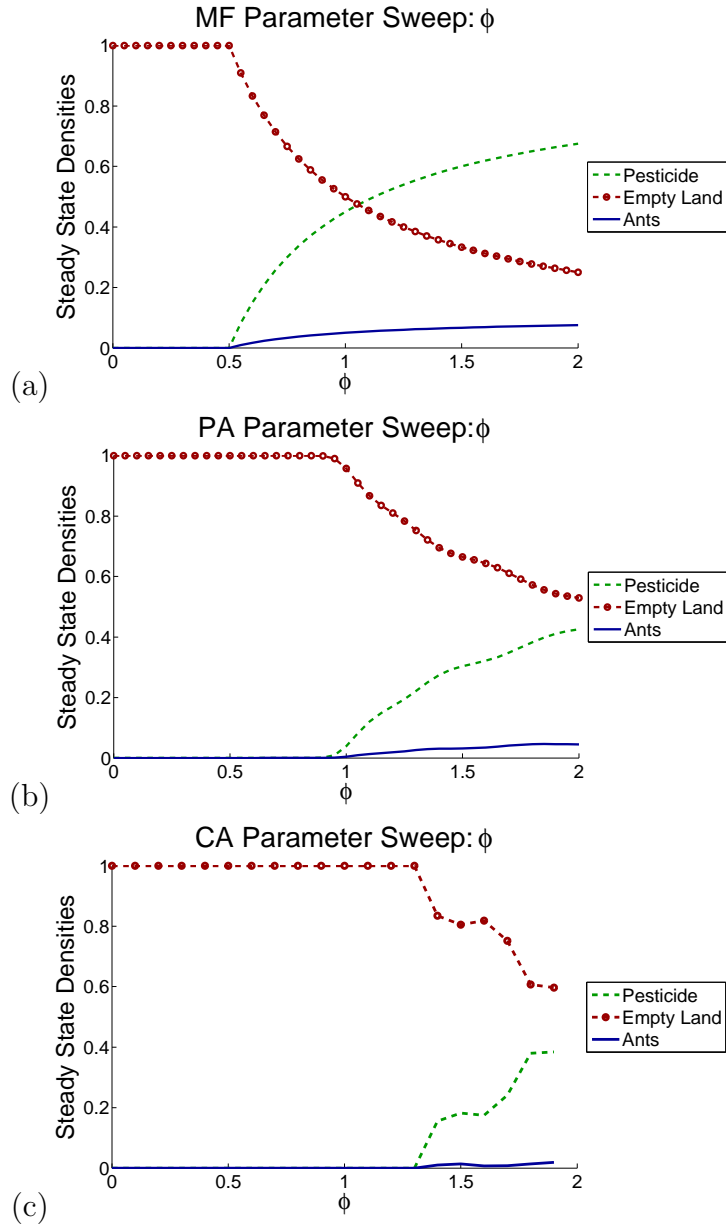 MF Parameter Sweep: ϕ
Steady State Densities
1
0.8
0.6
0.4
0.2
0
0 0.5 1 1.5 2
ϕ
Pesticide
Empty Land
Ants
(a)
PA Parameter Sweep:ϕ
Steady State Densities
1
0.8
0.6
0.4
0.2
0
0 0.5 1 1.5 2
ϕ
Pesticide
Empty Land
Ants
(b)
CA Parameter Sweep: ϕ
Steady State Densities
1
0.8
0.6
0.4
0.2
0
0 0.5 1 1.5 2
ϕ
Pesticide
Empty Land
Ants
(c)